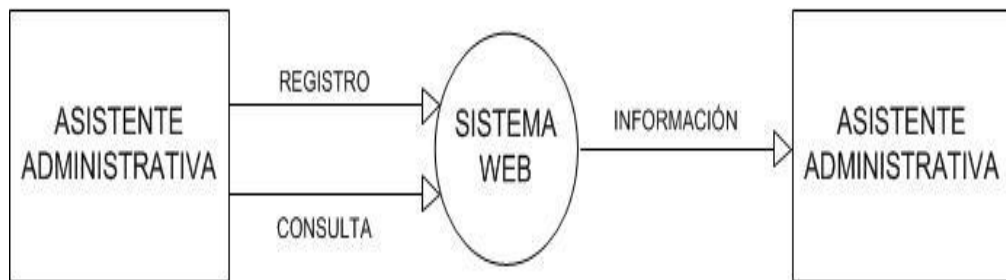 ASISTENTE
ADMINISTRATIVA
REGISTRO
CONSULTA
SISTEMA
WEB
INFORMACIÓN
ASISTENTE
ADMINISTRATIVA